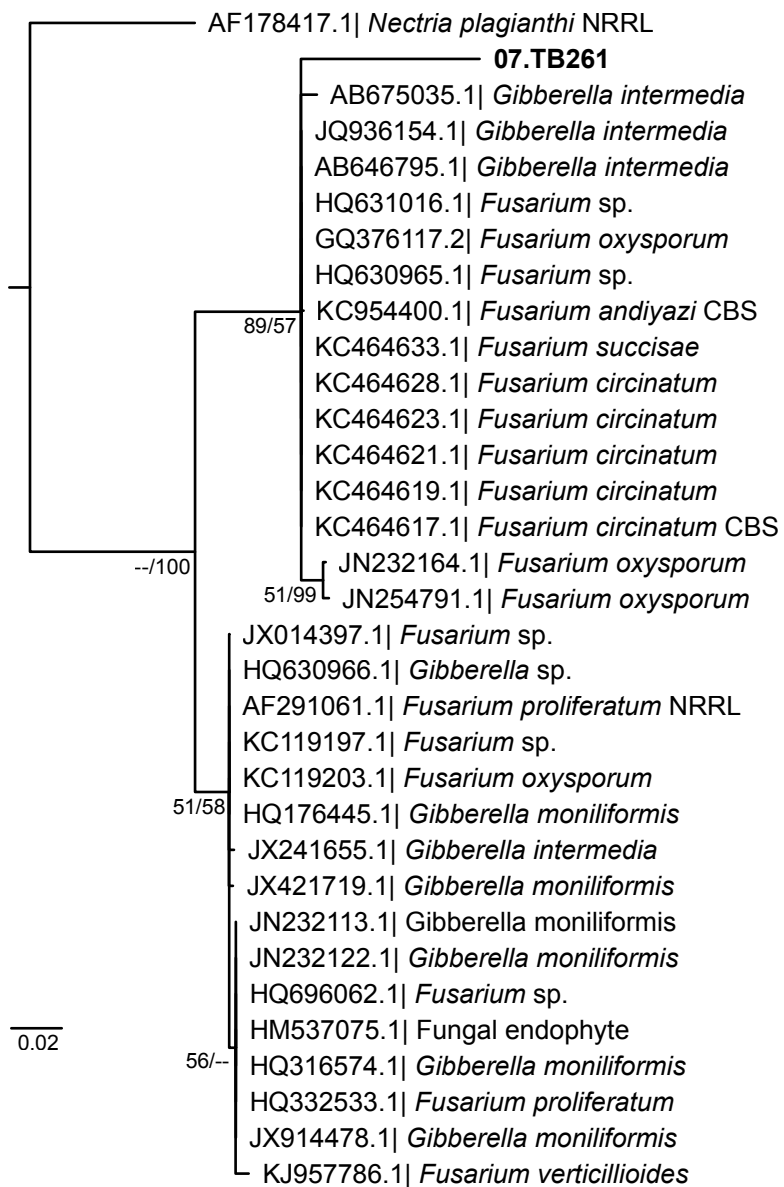 AF178417.1| Nectria plagianthi NRRL
07.TB261
AB675035.1| Gibberella intermedia
JQ936154.1| Gibberella intermedia
AB646795.1| Gibberella intermedia
HQ631016.1| Fusarium sp.
GQ376117.2| Fusarium oxysporum
HQ630965.1| Fusarium sp.
KC954400.1| Fusarium andiyazi CBS
89/57
KC464633.1| Fusarium succisae
KC464628.1| Fusarium circinatum
KC464623.1| Fusarium circinatum
KC464621.1| Fusarium circinatum
KC464619.1| Fusarium circinatum
KC464617.1| Fusarium circinatum CBS
JN232164.1| Fusarium oxysporum
--/100
51/99
JN254791.1| Fusarium oxysporum
JX014397.1| Fusarium sp.
HQ630966.1| Gibberella sp.
AF291061.1| Fusarium proliferatum NRRL
KC119197.1| Fusarium sp.
KC119203.1| Fusarium oxysporum
51/58
HQ176445.1| Gibberella moniliformis
JX241655.1| Gibberella intermedia
JX421719.1| Gibberella moniliformis
JN232113.1| Gibberella moniliformis
JN232122.1| Gibberella moniliformis
HQ696062.1| Fusarium sp.
HM537075.1| Fungal endophyte
0.02
56/--
HQ316574.1| Gibberella moniliformis
HQ332533.1| Fusarium proliferatum
JX914478.1| Gibberella moniliformis
KJ957786.1| Fusarium verticillioides